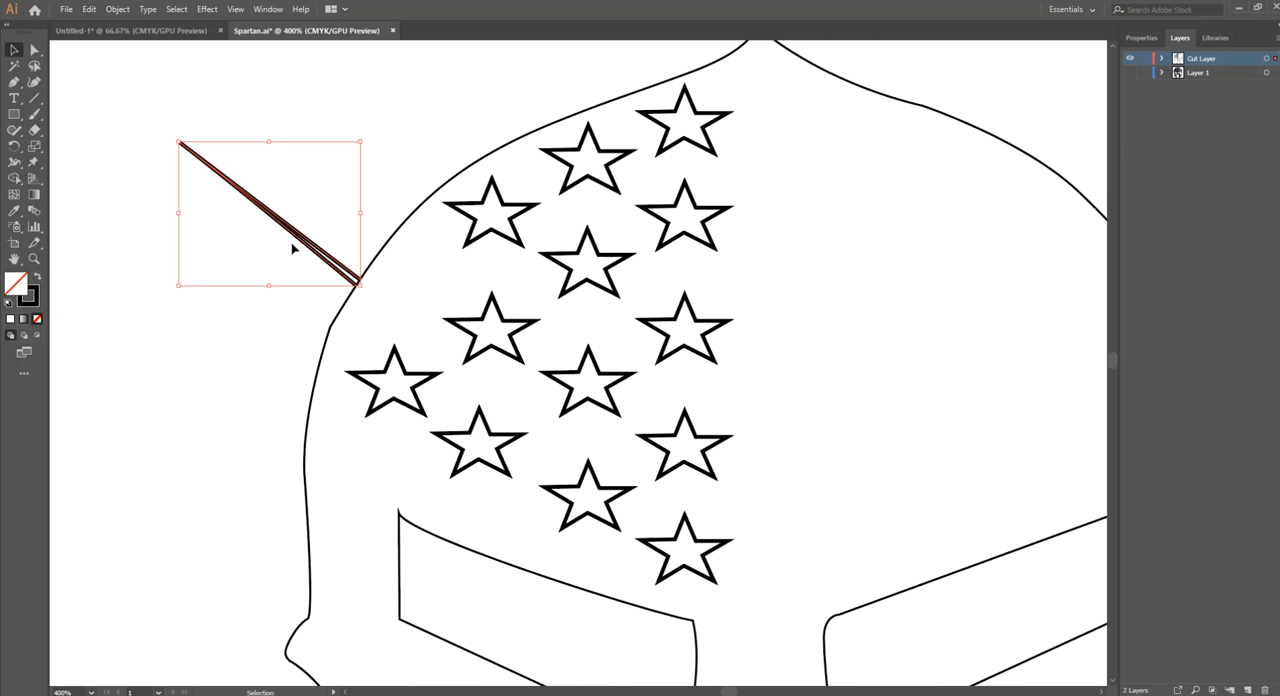 Ai File Edit Object Type Select Effect View Window Help Essentials Search Adobe Stock
Untitled-1* @ 66.67% (CMYK/GPU Preview) × Spartan.ai* @ 400% (CMYK/GPU Preview) ×
Properties Layers Libraries
Cut Layer
Layer 1
400% 1 Selection 2 Layers